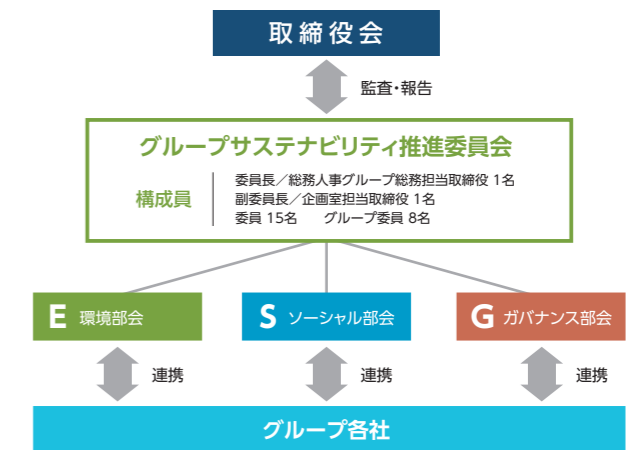 取締役会
監査・報告
グループサステナビリティ推進委員会
構成員
委員長／総務人事グループ総務担当取締役 1名
副委員長／企画室担当取締役 1名
委員 15名　グループ委員 8名
E 環境部会
S ソーシャル部会
G ガバナンス部会
連携
連携
連携
グループ各社